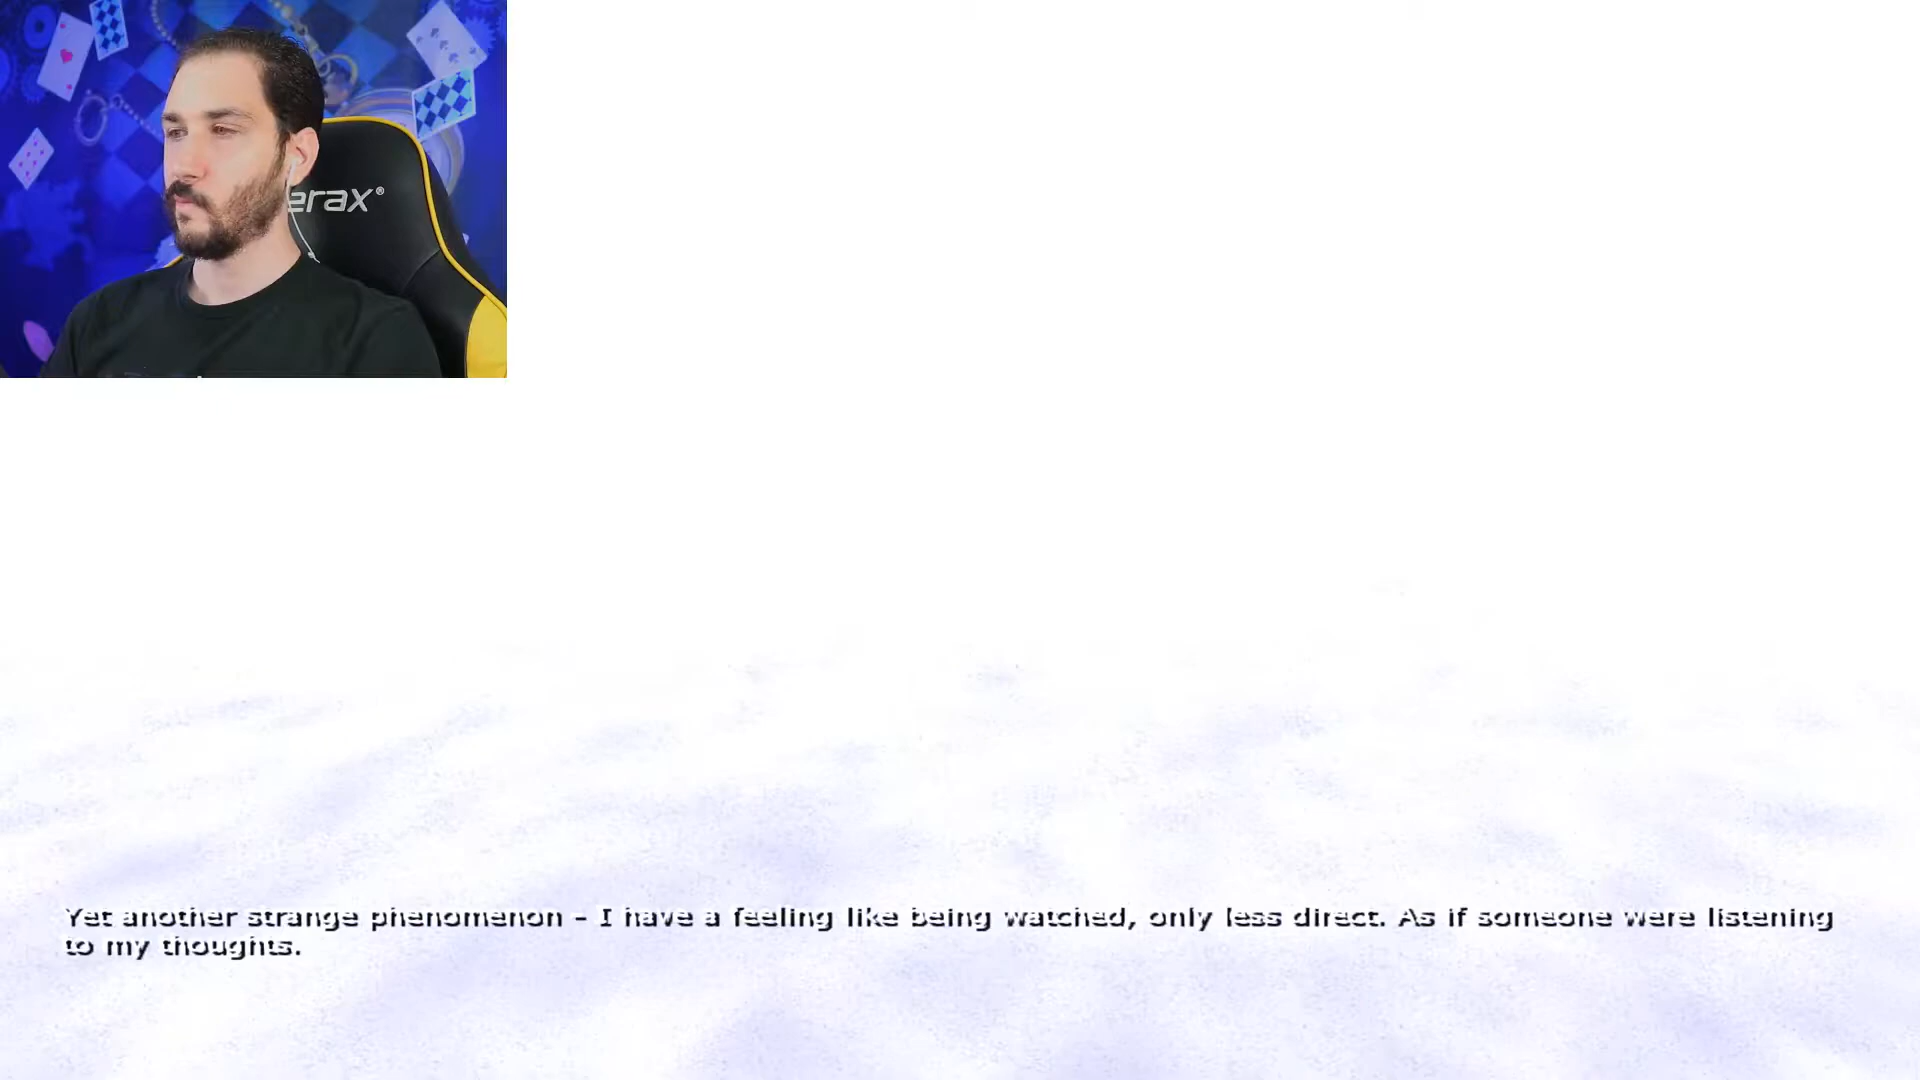 erax®
Yet another strange phenomenon - I have a feeling like being watched, only less direct. As if someone were listening
to my thoughts.